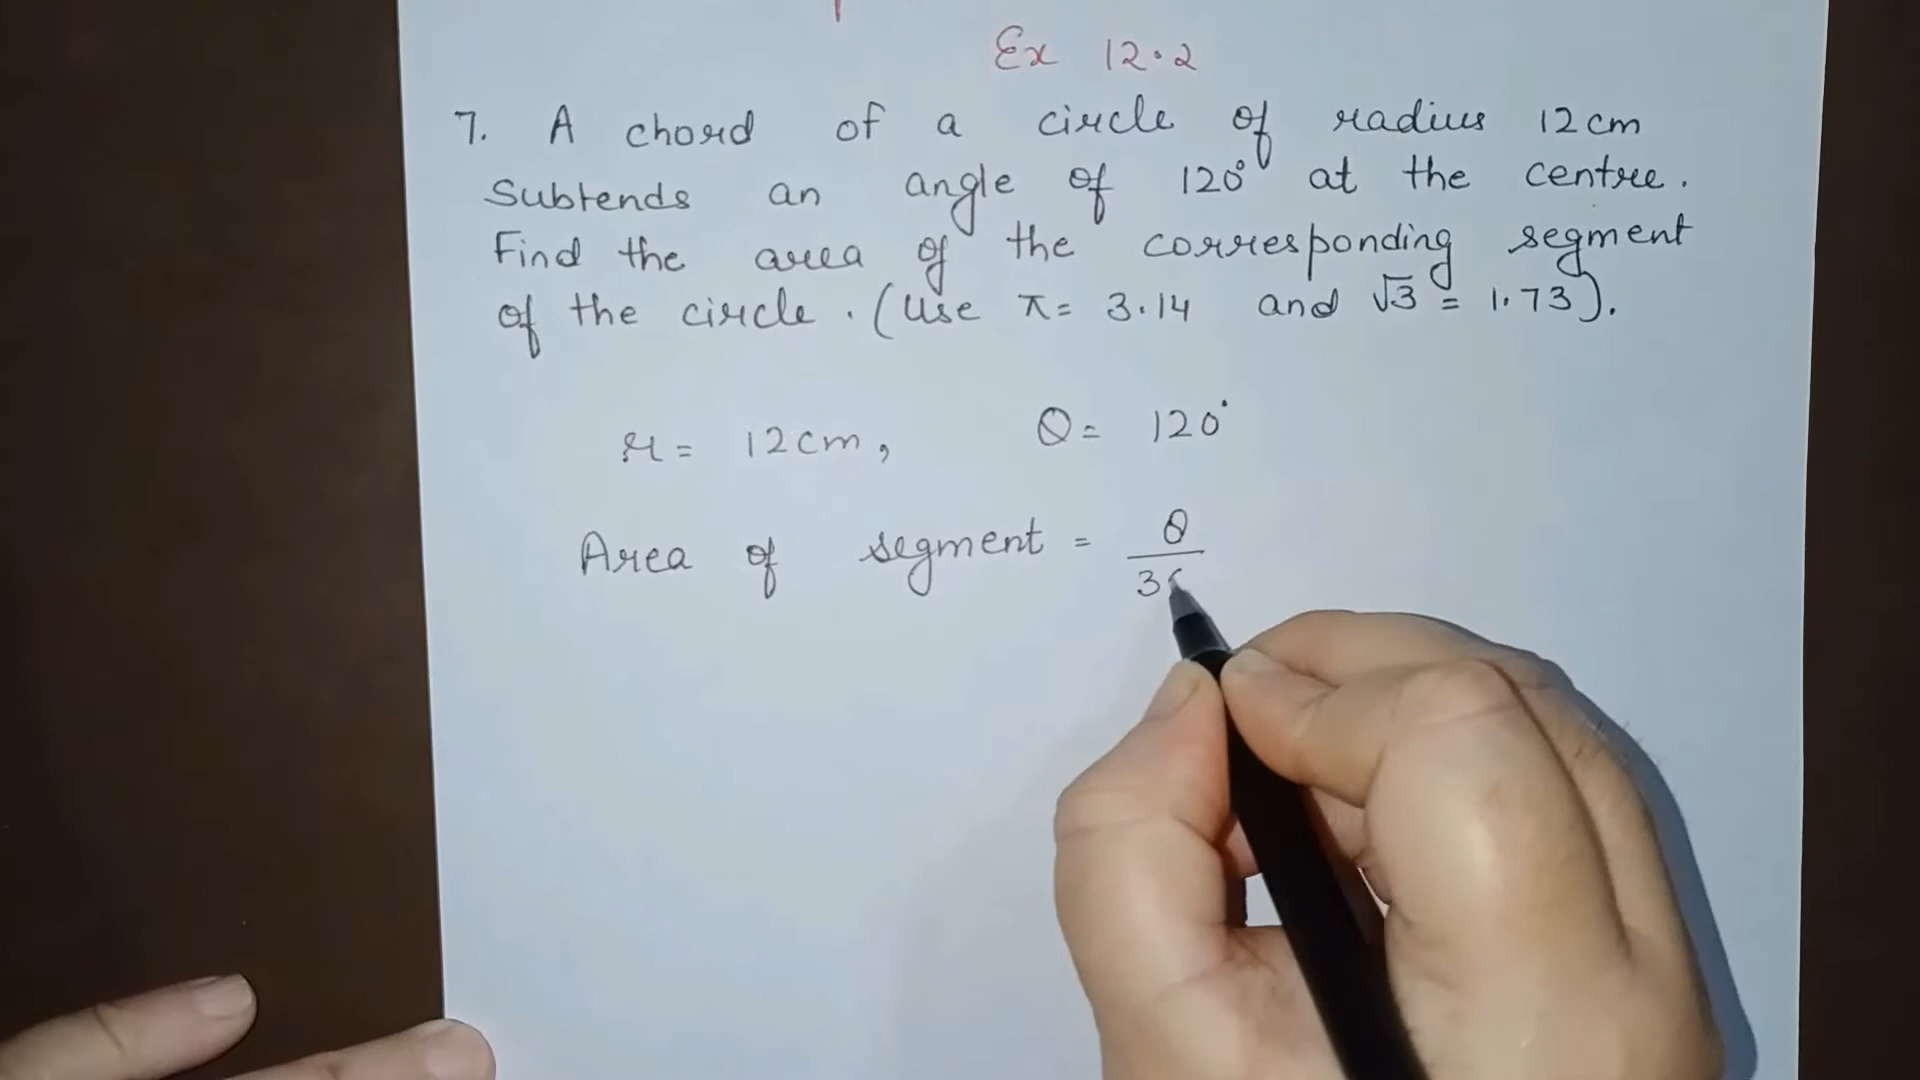 Ex 12.2
7. A chord of a circle of radius 12 cm
Subtends an angle of 120° at the centre.
Find the area of the corresponding segment
of the circle. (Use π = 3.14 and √3 = 1.73).
r = 12cm, θ = 120°
Area of segment = θ
36